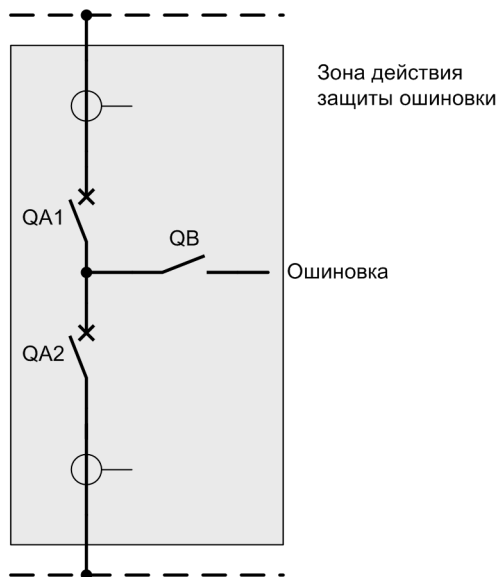 Зона действия
защиты ошиновки
QA1
QB
Ошиновка
QA2